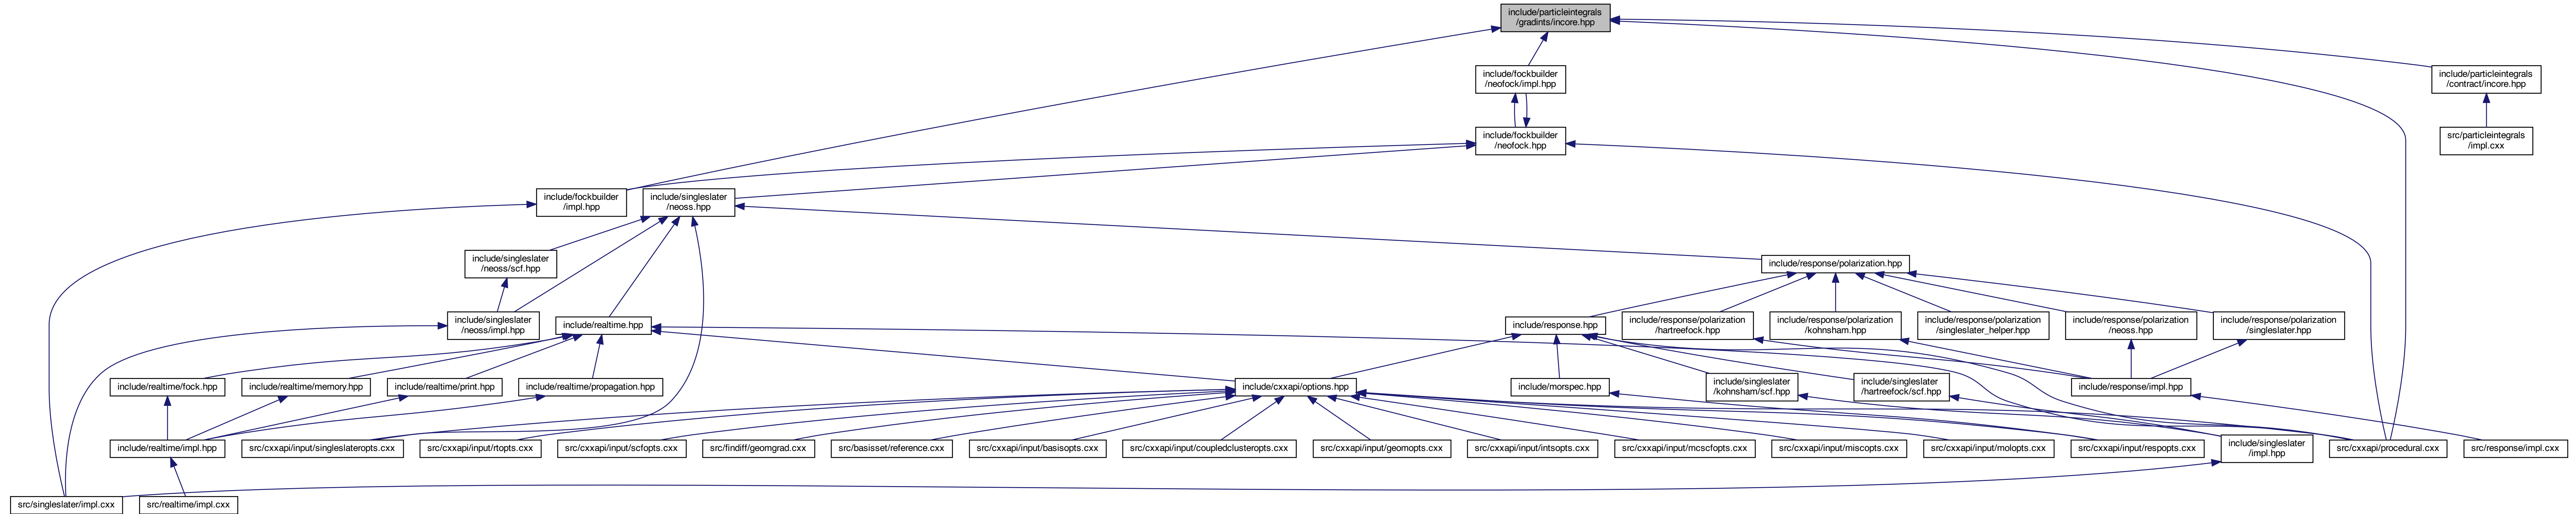 include/particleintegrals
/gradints/incore.hpp
include/fockbuilder
/neofock/impl.hpp
include/particleintegrals
/contract/incore.hpp
include/fockbuilder
/neofock.hpp
src/particleintegrals
/impl.cxx
include/fockbuilder
/impl.hpp
include/singleslater
/neoss.hpp
include/singleslater
/neoss/scf.hpp
include/response/polarization.hpp
include/singleslater
/neoss/impl.hpp
include/realtime.hpp
include/response.hpp
include/response/polarization
/hartreefock.hpp
include/response/polarization
/kohnsham.hpp
include/response/polarization
/singleslater_helper.hpp
include/response/polarization
/neoss.hpp
include/response/polarization
/singleslater.hpp
include/realtime/fock.hpp
include/realtime/memory.hpp
include/realtime/print.hpp
include/realtime/propagation.hpp
include/cxxapi/options.hpp
include/morspec.hpp
include/singleslater
/kohnsham/scf.hpp
include/singleslater
/hartreefock/scf.hpp
include/response/impl.hpp
include/realtime/impl.hpp
src/cxxapi/input/singleslateropts.cxx
src/cxxapi/input/rtopts.cxx
src/cxxapi/input/scfopts.cxx
src/findiff/geomgrad.cxx
src/basisset/reference.cxx
src/cxxapi/input/basisopts.cxx
src/cxxapi/input/coupledclusteropts.cxx
src/cxxapi/input/geomopts.cxx
src/cxxapi/input/intsopts.cxx
src/cxxapi/input/mcscfopts.cxx
src/cxxapi/input/miscopts.cxx
src/cxxapi/input/molopts.cxx
src/cxxapi/input/respopts.cxx
include/singleslater
/impl.hpp
src/cxxapi/procedural.cxx
src/response/impl.cxx
src/singleslater/impl.cxx
src/realtime/impl.cxx